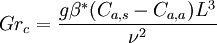 Gr_c = \frac{g\beta^*(C_{a,s} - C_{a,a})L^3}{\nu^2}